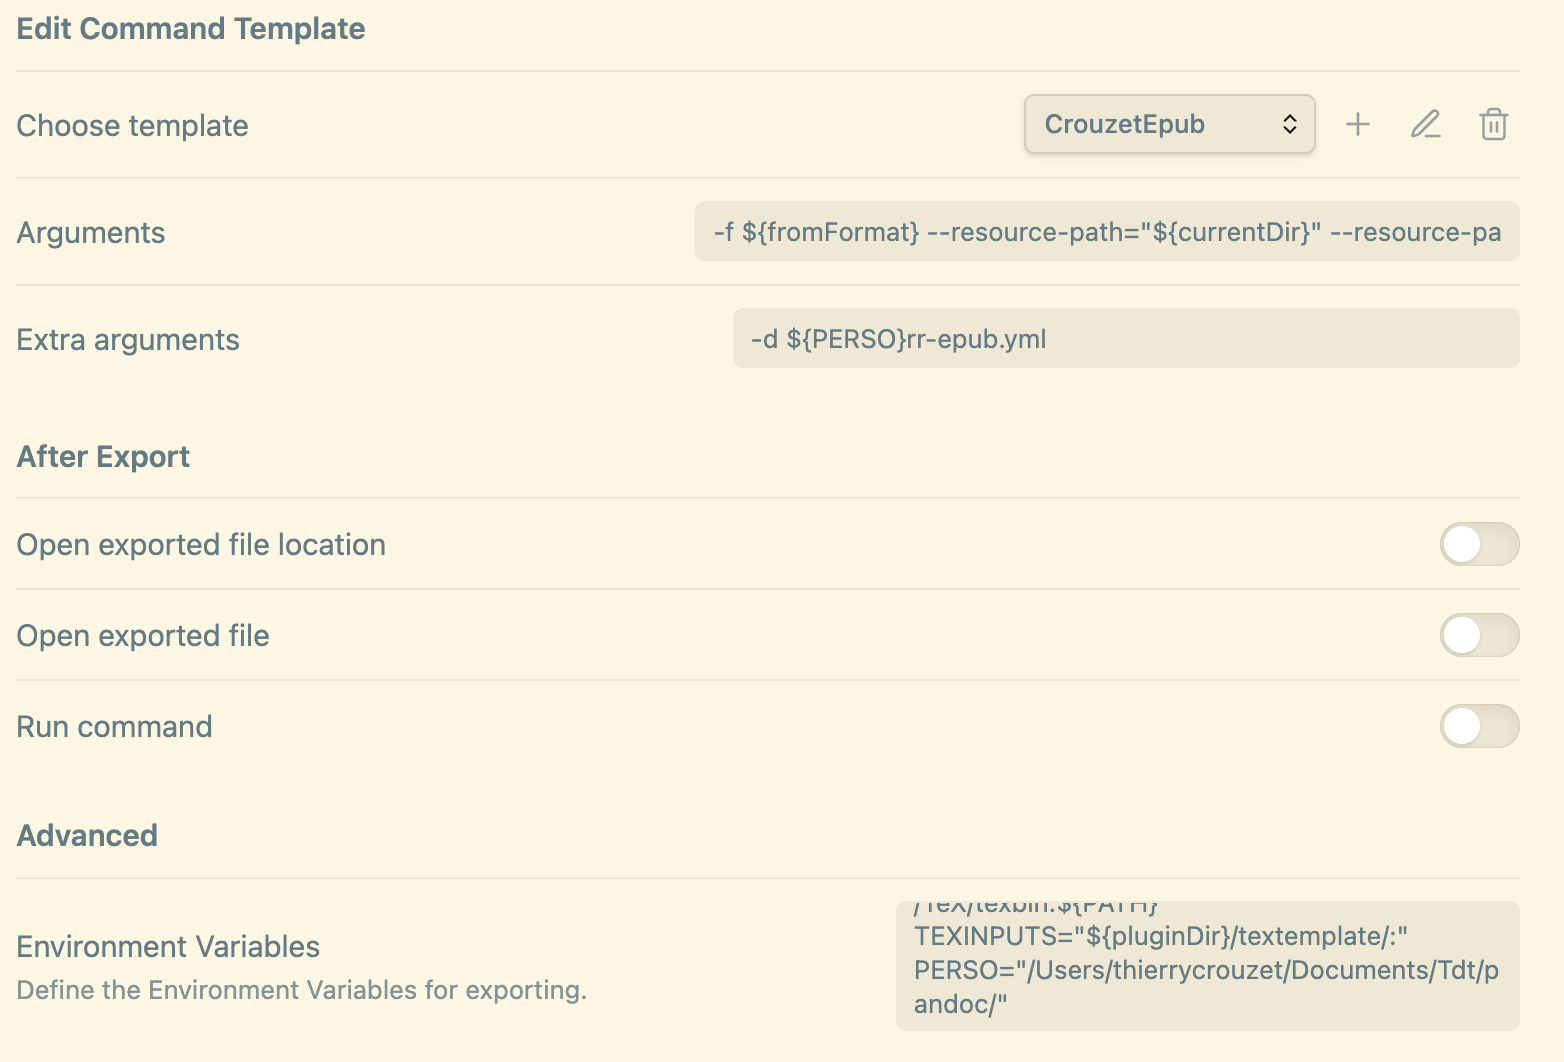 Edit Command Template
Choose template
CrouzetEpub
Arguments
-f ${fromFormat} --resource-path="${currentDir}" --resource-pa
Extra arguments
-d ${PERSO}rr-epub.yml
After Export
Open exported file location
Open exported file
Run command
Advanced
Environment Variables
Define the Environment Variables for exporting.
/TeX/texbin:${PATH}
TEXINPUTS="${pluginDir}/textemplate/:"
PERSO="/Users/thierrycrouzet/Documents/Tdt/p
andoc/"